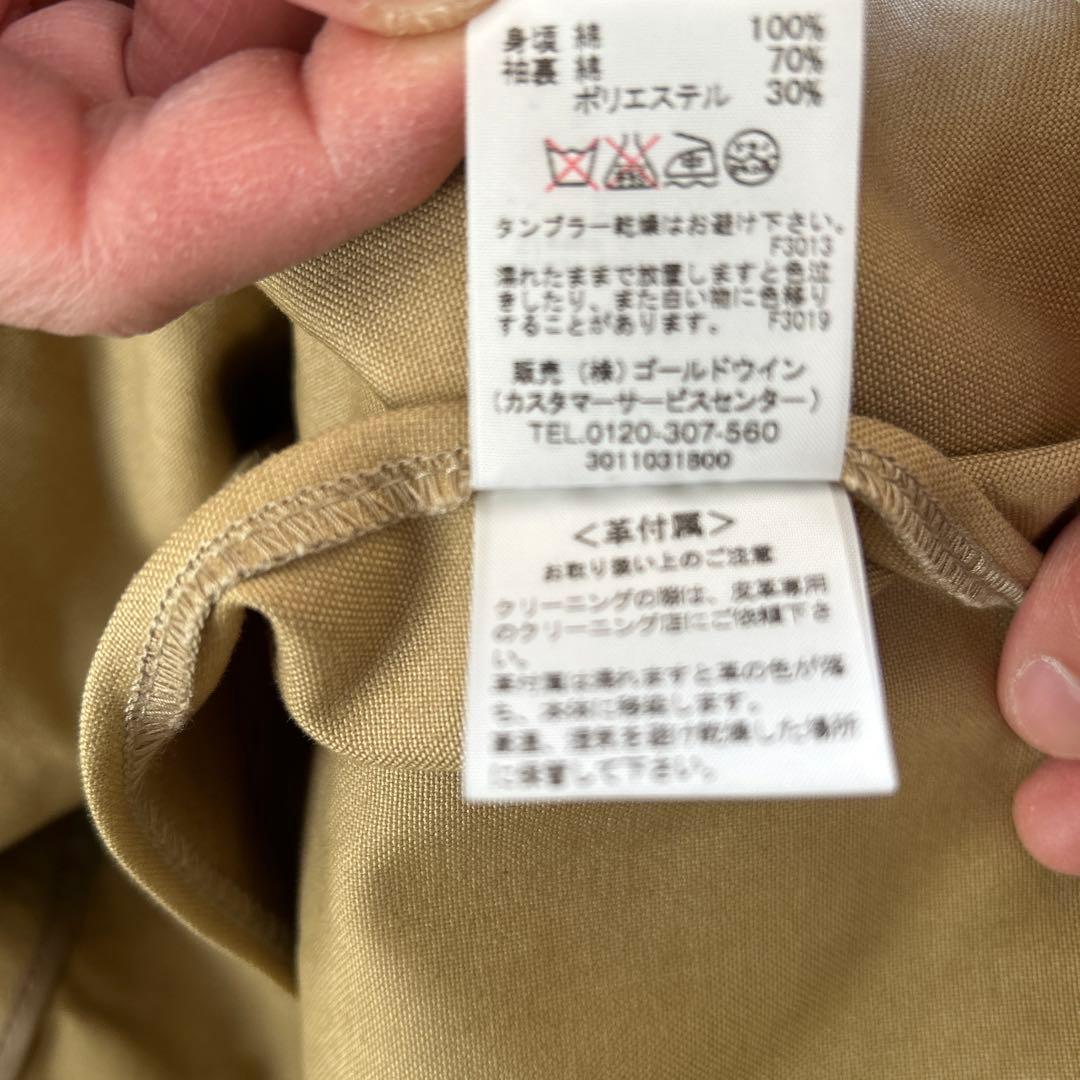 身頃 綿 100%
袖裏 綿 70%
ポリエステル 30%
タンブラー乾燥はお避け下さい。
F3013
濡れたままで放置しますと色泣
きしたり、また白い物に色移り
することがあります。 F3019
販売 (株)ゴールドウイン
(カスタマーサービスセンター)
TEL.0120-307-560
3011031800
<革付属>
お取り扱い上のご注意
クリーニングの際は、皮革専用
のクリーニング店にご依頼下さ
い。
革付属は濡れますと革の色が落
ち、本体に移染します。
高温、湿気を避け乾燥した場所
に保管して下さい。